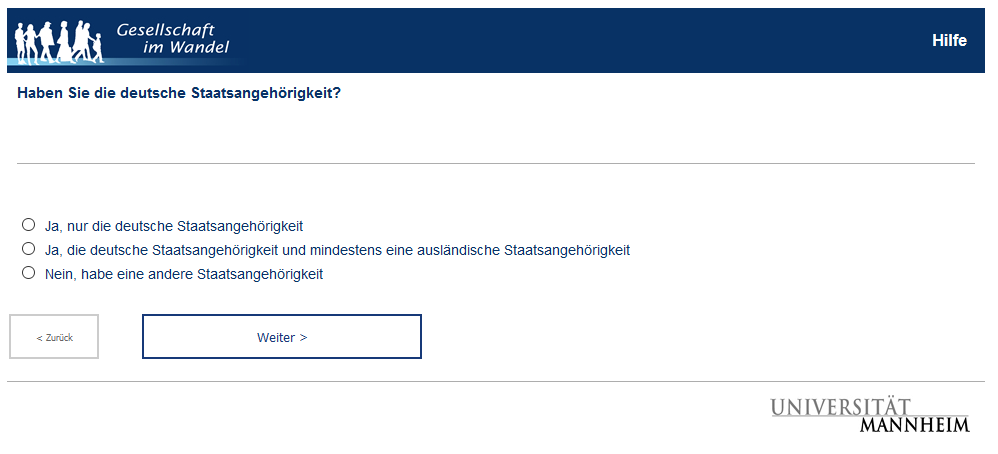 Gesellschaft
im Wandel
Hilfe
Haben Sie die deutsche Staatsangehörigkeit?
Ja, nur die deutsche Staatsangehörigkeit
Ja, die deutsche Staatsangehörigkeit und mindestens eine ausländische Staatsangehörigkeit
Nein, habe eine andere Staatsangehörigkeit
< Zurück
Weiter >
UNIVERSITÄT
MANNHEIM